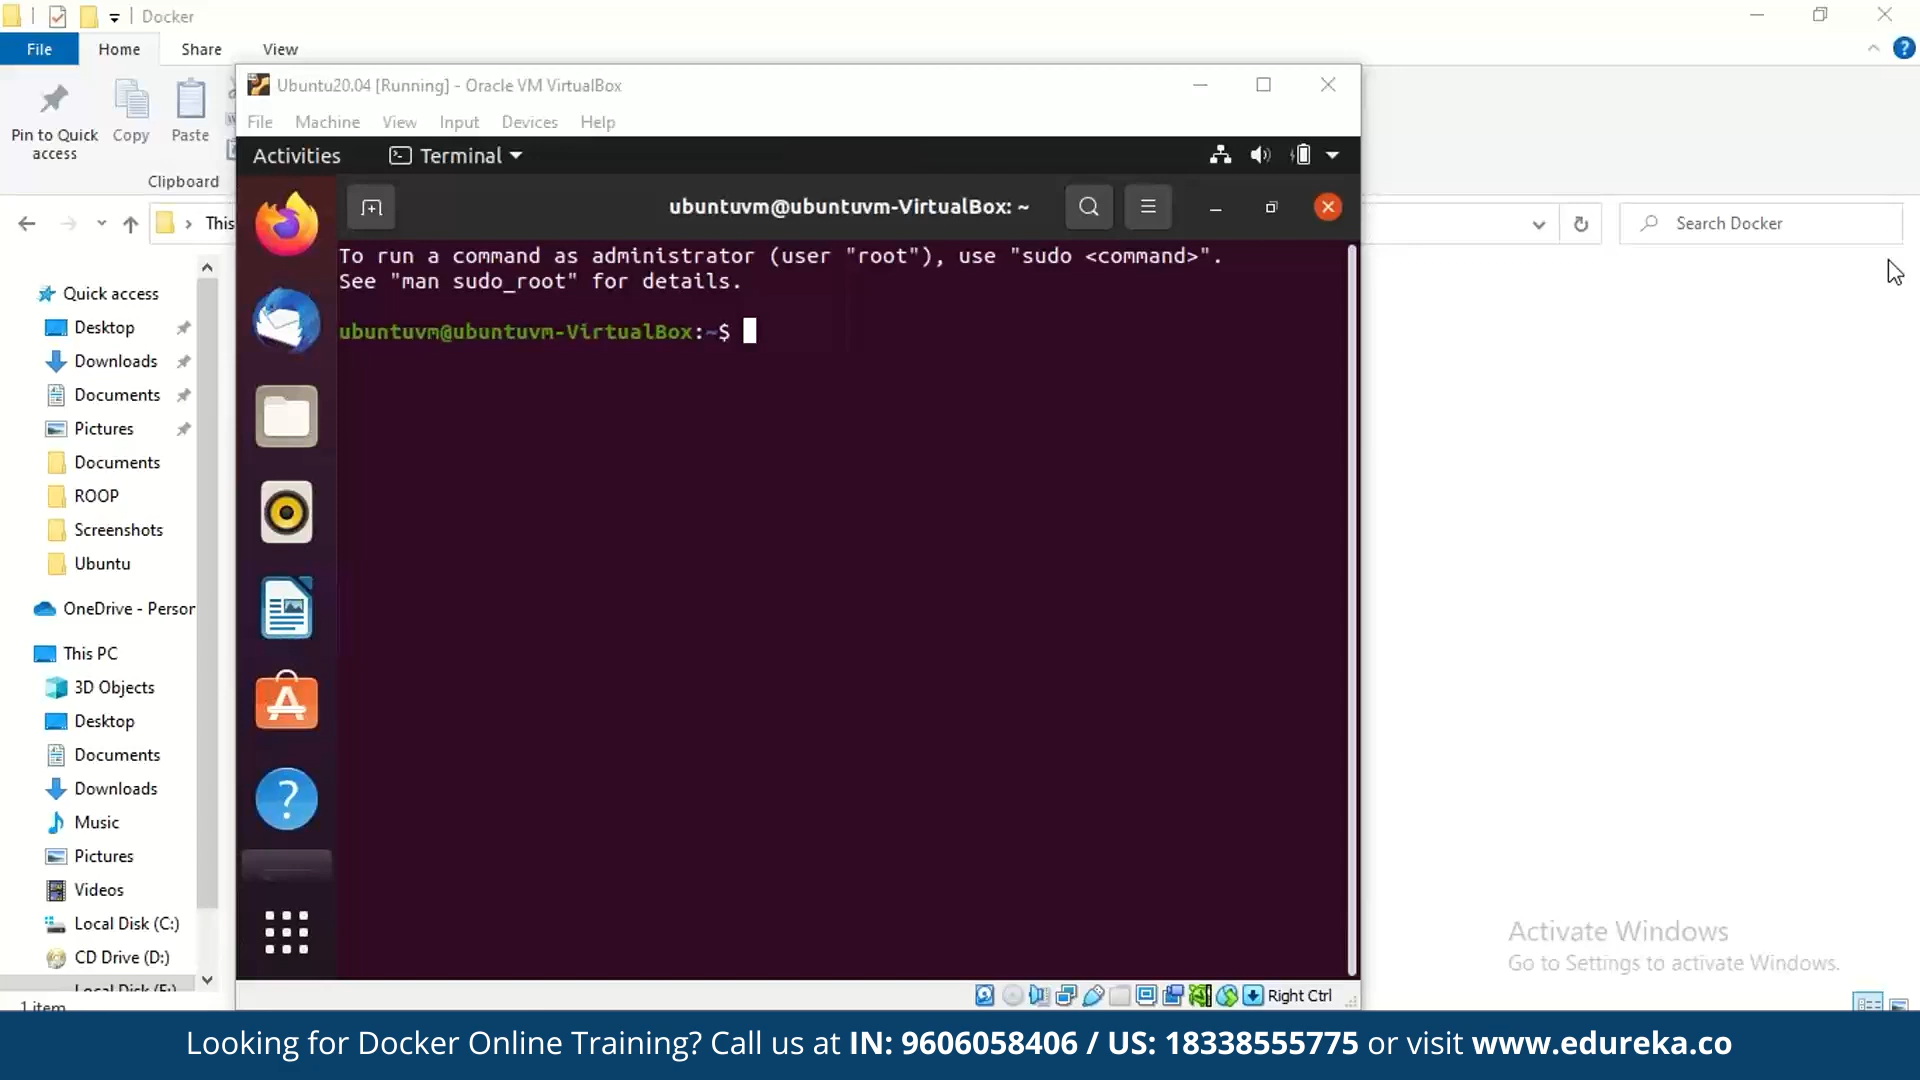 Docker
File Home Share View
Ubuntu20.04 [Running] - Oracle VM VirtualBox
File Machine View Input Devices Help
Pin to Quick access
Copy
Paste
Clipboard
Activities
Terminal
ubuntuvm@ubuntuvm-VirtualBox: ~
This
Search Docker
To run a command as administrator (user "root"), use "sudo <command>".
See "man sudo_root" for details.
ubuntuvm@ubuntuvm-VirtualBox:~$
Quick access
Desktop
Downloads
Documents
Pictures
Documents
ROOP
Screenshots
Ubuntu
OneDrive - Person
This PC
3D Objects
Desktop
Documents
Downloads
Music
Pictures
Videos
Local Disk (C:)
CD Drive (D:)
Local Disk (E:)
1 item
Right Ctrl
Activate Windows
Go to Settings to activate Windows.
Looking for Docker Online Training? Call us at IN: 9606058406 / US: 18338555775 or visit www.edureka.co